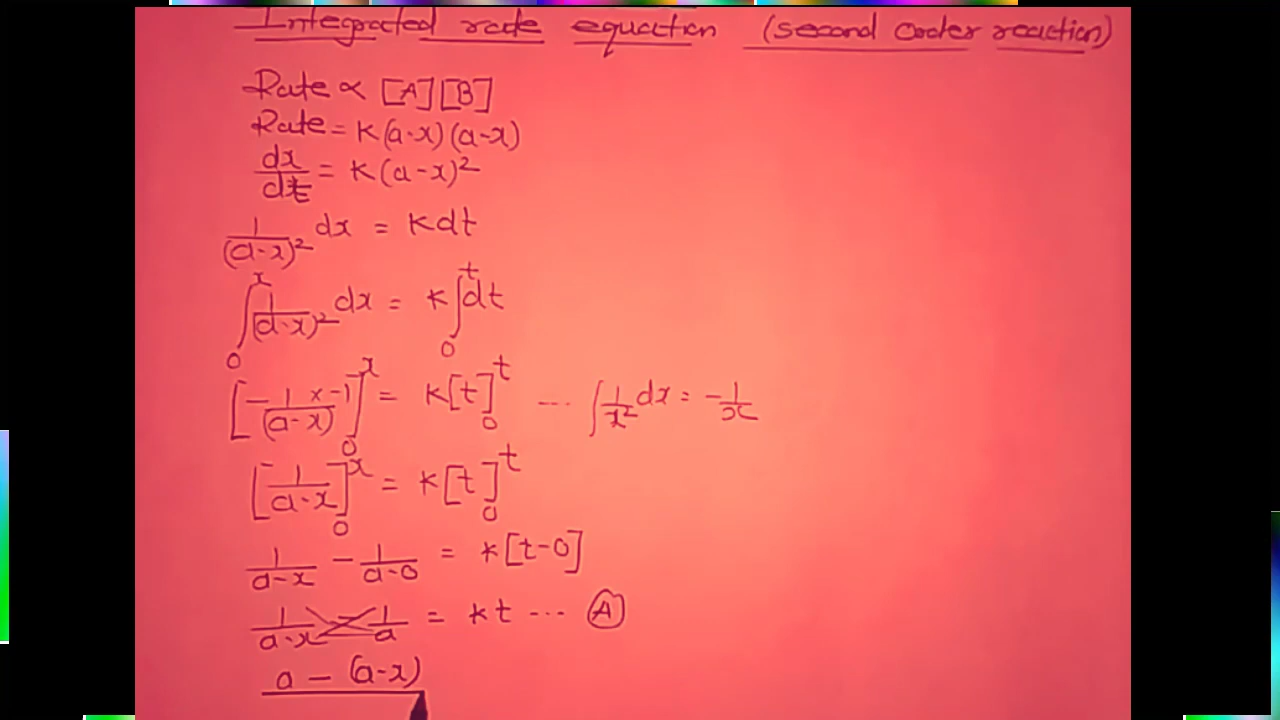 Integrated rate equation (second order reaction)
Rate ∝ [A][B]
Rate = K(a-x)(a-x)
dx/dt = K(a-x)²
1/(a-x)² dx = Kdt
∫₀ˣ 1/(a-x)² dx = K∫₀ᵗ dt
[-1/(a-x) × -1]₀ˣ = K[t]₀ᵗ ... ∫1/x² dx = -1/x
[1/a-x]₀ˣ = K[t]₀ᵗ
1/a-x - 1/a-0 = K[t-0]
1/a-x - 1/a = Kt ... A
a - (a-x)